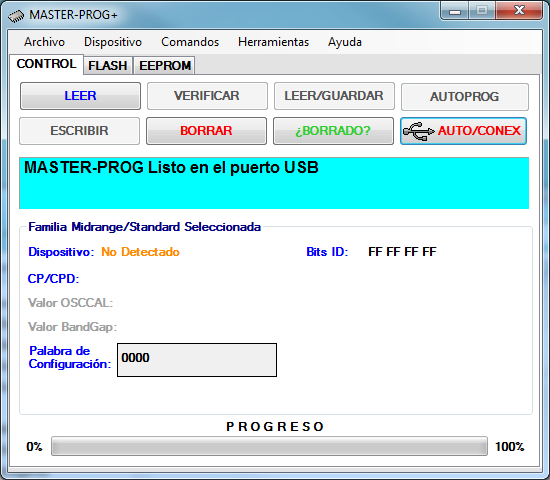 MASTER-PROG+
Archivo Dispositivo Comandos Herramientas Ayuda
CONTROL FLASH EEPROM
LEER VERIFICAR LEER/GUARDAR AUTOPROG
ESCRIBIR BORRAR ¿BORRADO? AUTO/CONEX
MASTER-PROG Listo en el puerto USB
Familia Midrange/Standard Seleccionada
Dispositivo: No Detectado Bits ID: FF FF FF FF
CP/CPD:
Valor OSCCAL:
Valor BandGap:
Palabra de
Configuración: 0000
PROGRESO
0% 100%